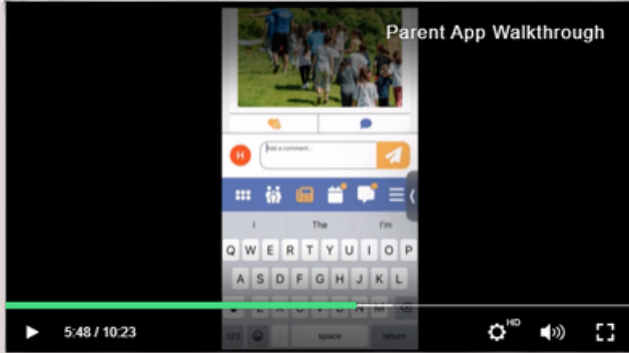 Parent App Walkthrough
H
Add a comment...
I The I'm
Q W E R T Y U I O P
A S D F G H J K L
123 space return
5:48 / 10:23
HD